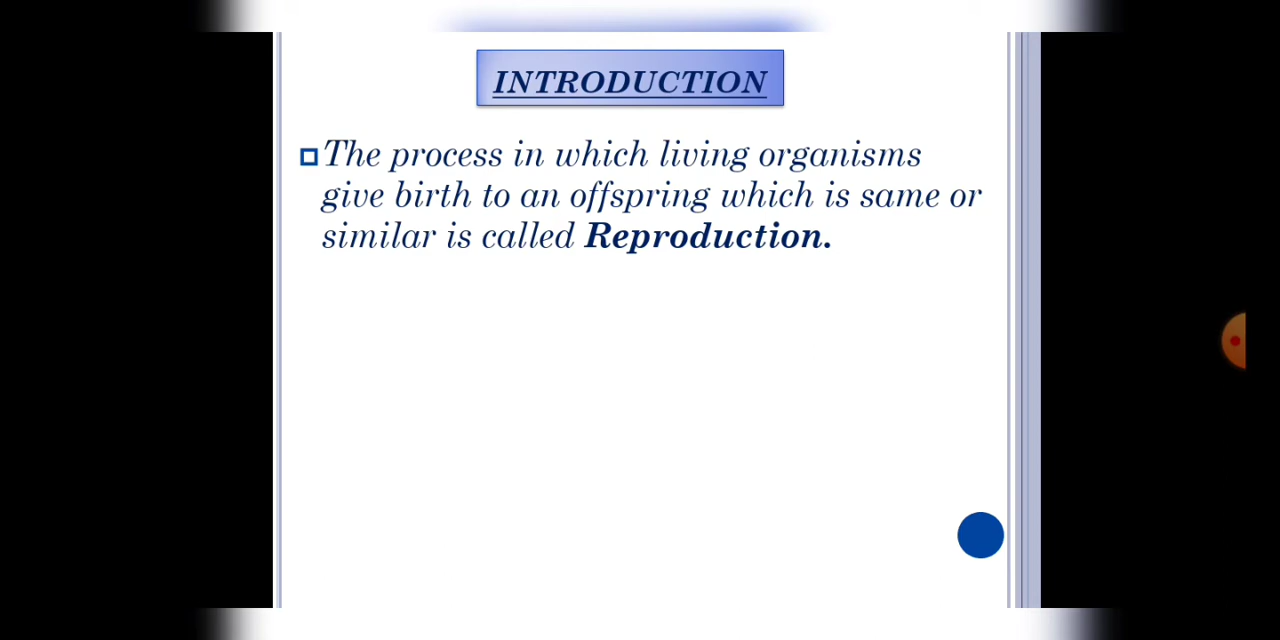 INTRODUCTION
The process in which living organisms
give birth to an offspring which is same or
similar is called Reproduction.